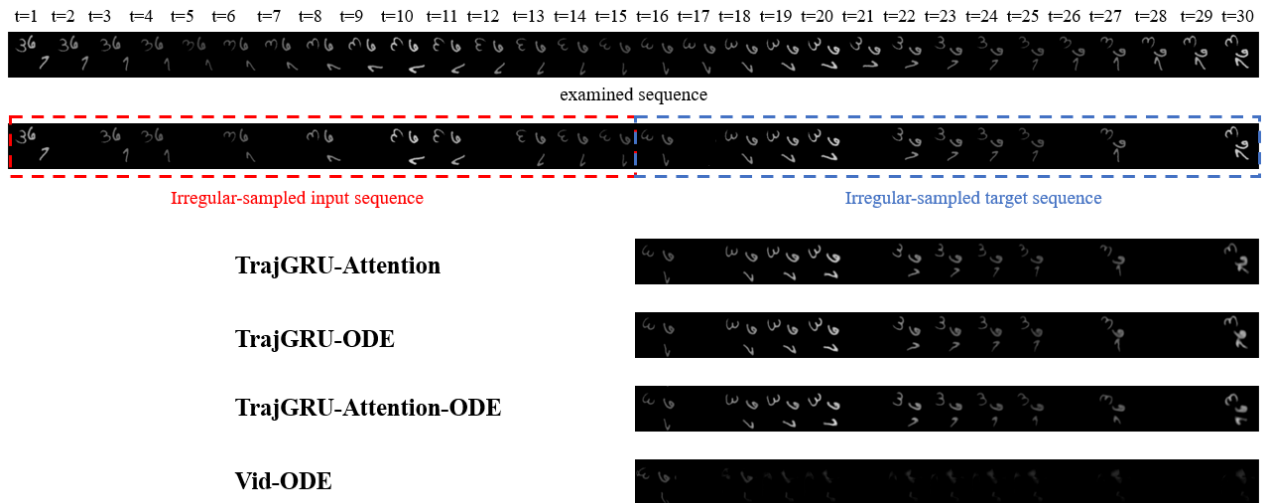 t=1 t=2 t=3 t=4 t=5 t=6 t=7 t=8 t=9 t=10 t=11 t=12 t=13 t=14 t=15 t=16 t=17 t=18 t=19 t=20 t=21 t=22 t=23 t=24 t=25 t=26 t=27 t=28 t=29 t=30
examined sequence
Irregular-sampled input sequence
Irregular-sampled target sequence
TrajGRU-Attention
TrajGRU-ODE
TrajGRU-Attention-ODE
Vid-ODE